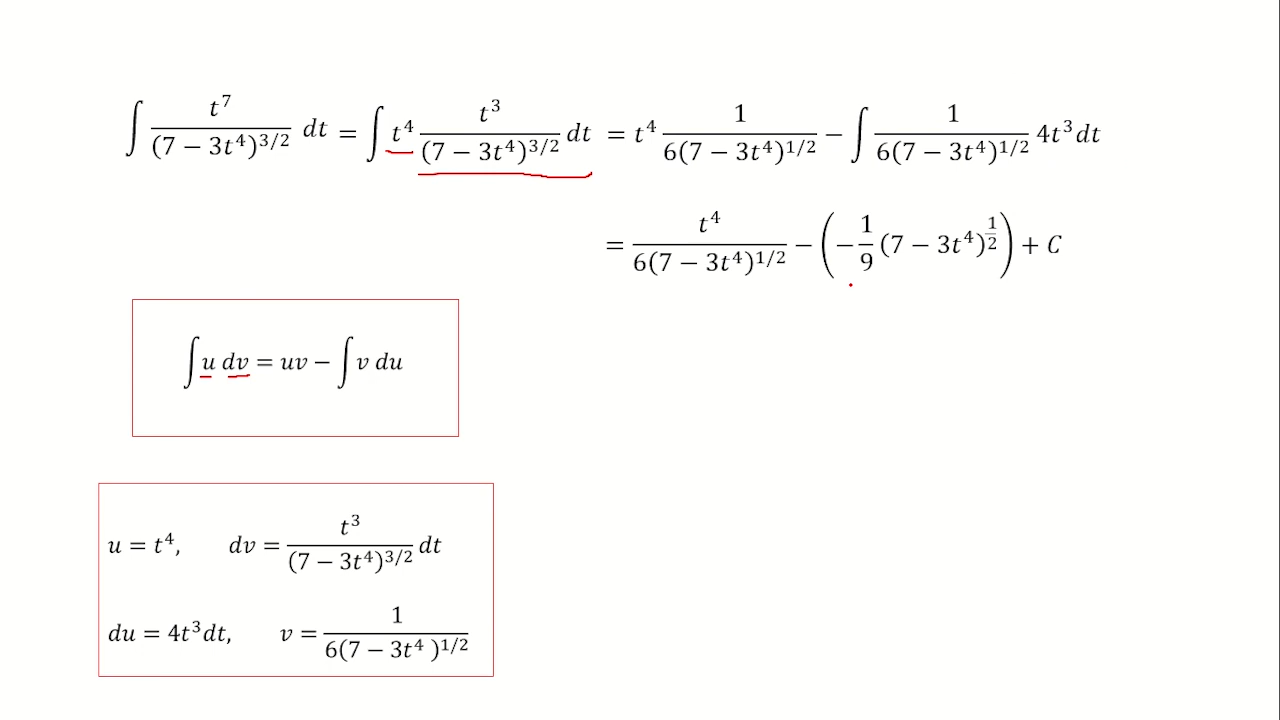 ∫ t⁷/(7 − 3t⁴)^{3/2} dt = ∫ t⁴ t³/(7 − 3t⁴)^{3/2} dt = t⁴ 1/6(7 − 3t⁴)^{1/2} − ∫ 1/6(7 − 3t⁴)^{1/2} 4t³dt
= t⁴/6(7 − 3t⁴)^{1/2} − (−1/9 (7 − 3t⁴)^{1/2}) + C
∫ u dv = uv − ∫ v du
u = t⁴, dv = t³/(7 − 3t⁴)^{3/2} dt
du = 4t³dt, v = 1/6(7 − 3t⁴ )^{1/2}